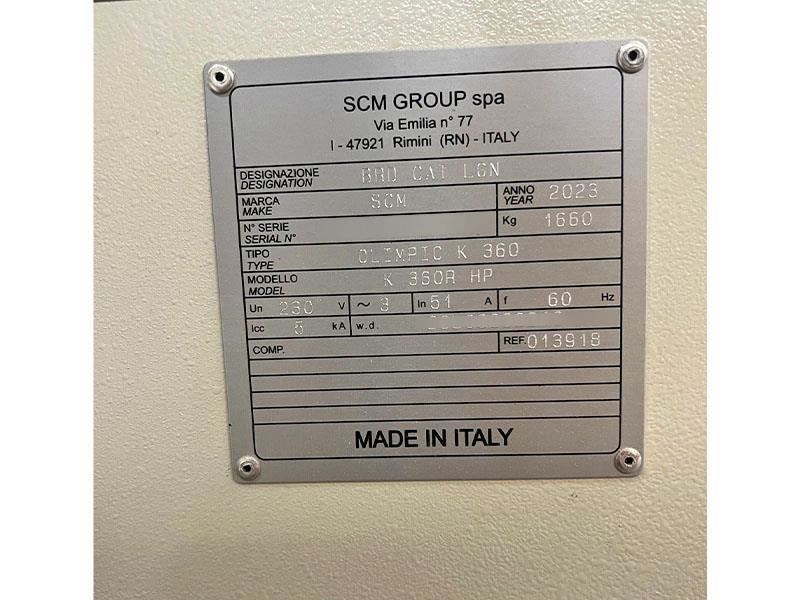 SCM GROUP spa
Via Emilia n° 77
I - 47921 Rimini (RN) - ITALY
DESIGNAZIONE
DESIGNATION BRD CAT LGN
MARCA
MAKE SCM ANNO
YEAR 2023
N° SERIE
SERIAL N° Kg 1660
TIPO
TYPE OLIMPIC K 360
MODELLO
MODEL K 360A HP
Un 230 V ~ 3 In 51 A f 60 Hz
Icc 5 kA w.d.
COMP. REF. 013918
MADE IN ITALY